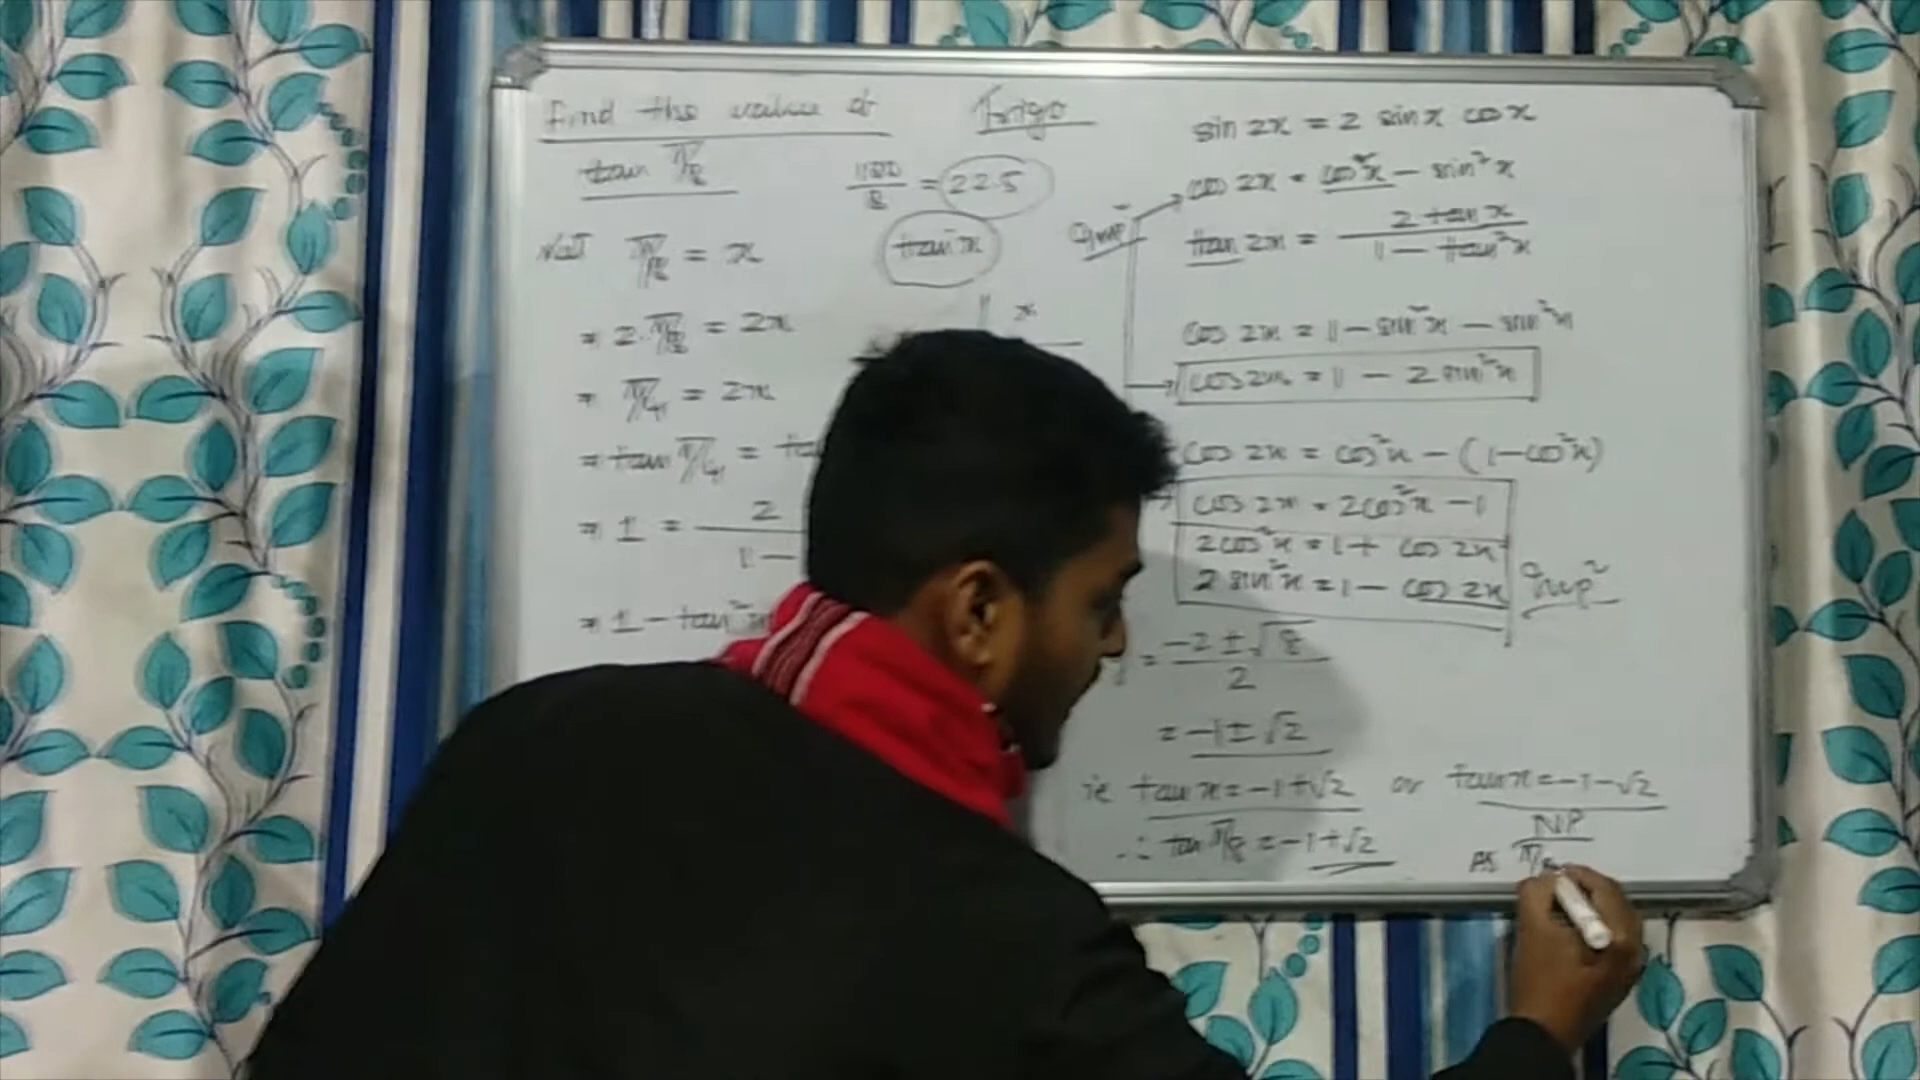 Find the value of
tan π/8
Trigo
180/8 = 22.5
tan x
π/8 = x
= 2·π/8 = 2x
= π/4 = 2x
= tan π/4 =
= 1 = 2 / 1 -
= 1 - tan²
x
sin 2x = 2 sin x cos x
Imp
cos 2x = cos²x - sin²x
tan 2x = 2 tan x / 1 - tan²x
cos 2x = 1 - sin²x - sin²x
cos 2x = 1 - 2 sin²x
cos 2x = cos²x - (1 - cos²x)
cos 2x = 2cos²x - 1
2cos²x = 1 + cos 2x
2 sin²x = 1 - cos 2x
Imp
= -2 ± √8 / 2
= -1 ± √2
ie tan x = -1 + √2 or tan x = -1 - √2
∴ tan π/8 = -1 + √2
NP
As